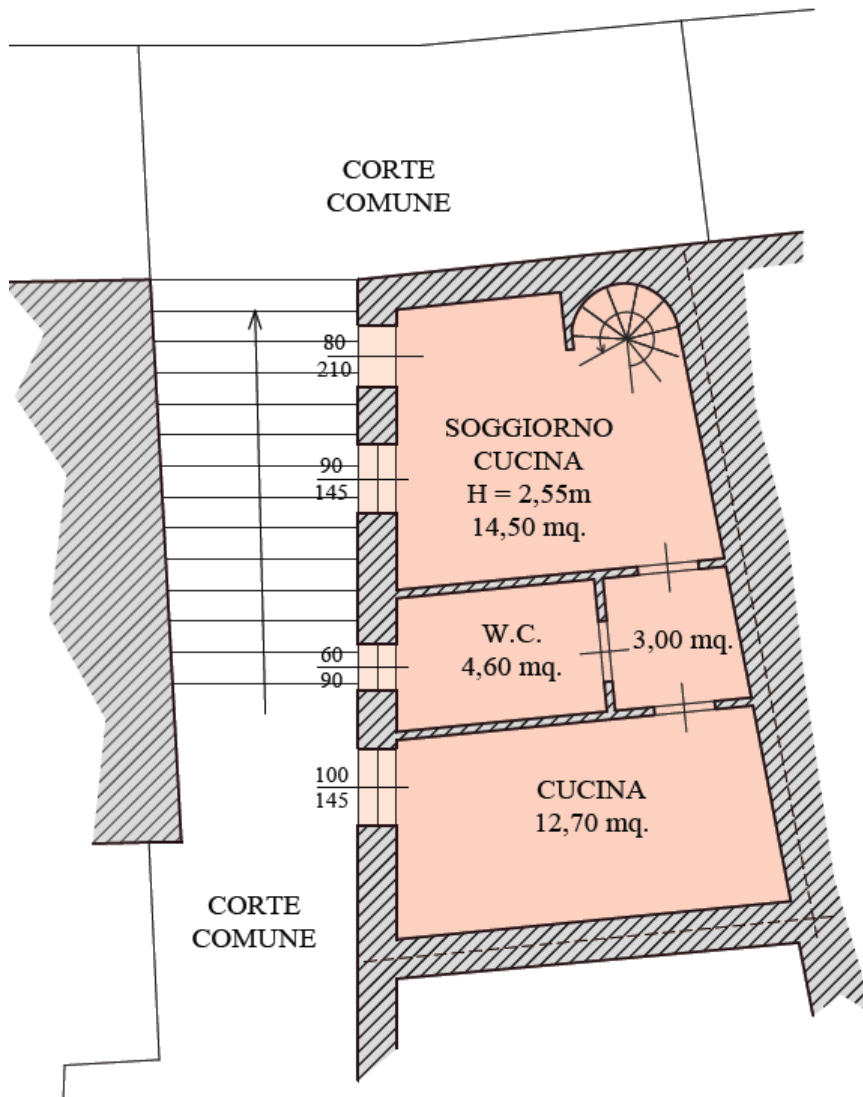 CORTE
COMUNE
80
210
SOGGIORNO
CUCINA
H = 2,55m
14,50 mq.
90
145
W.C.
4,60 mq.
3,00 mq.
60
90
100
145
CUCINA
12,70 mq.
CORTE
COMUNE